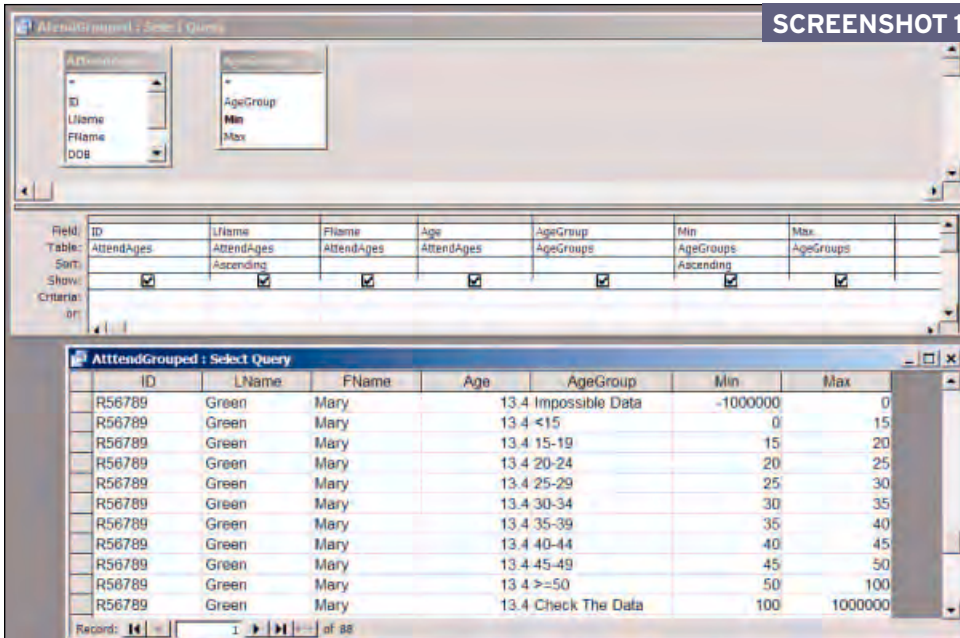 SCREENSHOT 1
AttendGrouped : Select Query
*
ID
LName
FName
DOB
*
AgeGroup
Min
Max
Field: ID LName FName Age AgeGroup Min Max
Table: AttendAges AttendAges AttendAges AttendAges AgeGroups AgeGroups AgeGroups
Sort: Ascending Ascending
Show:
Criteria:
or:
AtttendGrouped : Select Query
ID LName FName Age AgeGroup Min Max
R56789 Green Mary 13.4 Impossible Data -1000000 0
R56789 Green Mary 13.4 <15 0 15
R56789 Green Mary 13.4 15-19 15 20
R56789 Green Mary 13.4 20-24 20 25
R56789 Green Mary 13.4 25-29 25 30
R56789 Green Mary 13.4 30-34 30 35
R56789 Green Mary 13.4 35-39 35 40
R56789 Green Mary 13.4 40-44 40 45
R56789 Green Mary 13.4 45-49 45 50
R56789 Green Mary 13.4 >=50 50 100
R56789 Green Mary 13.4 Check The Data 100 1000000
Record: 1 of 88